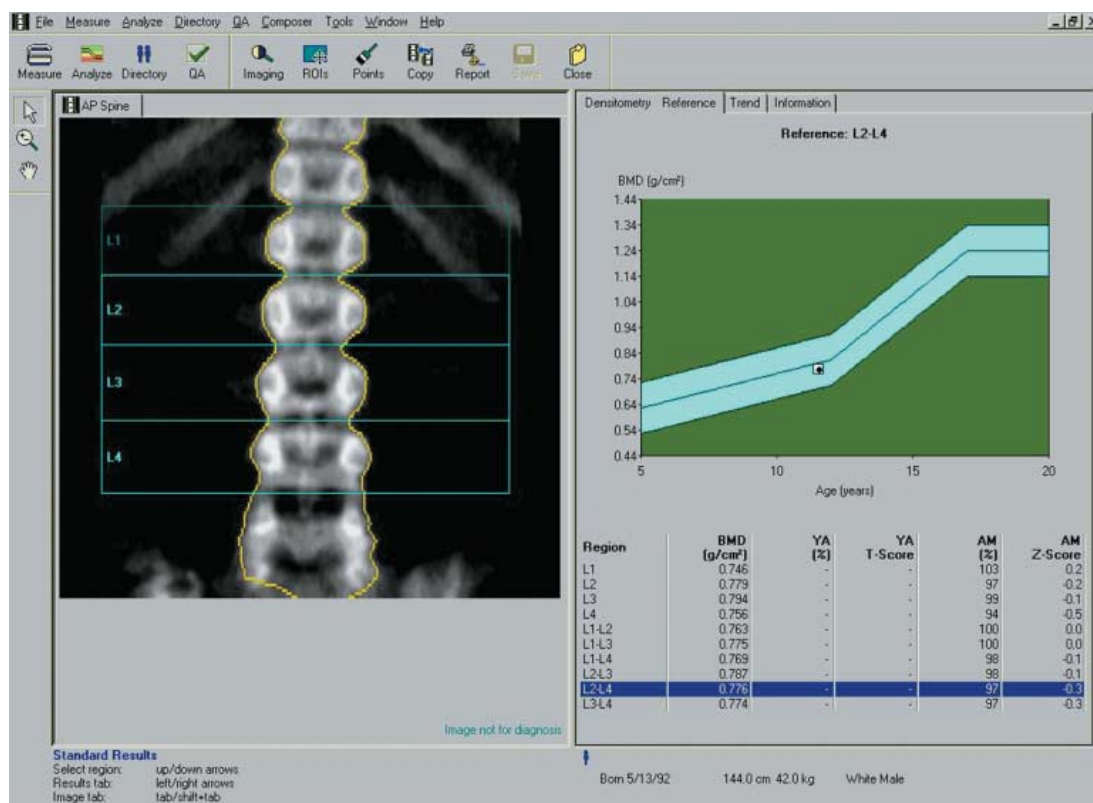 File Measure Analyze Directory QA Composer Tools Window Help
Measure Analyze Directory QA Imaging ROIs Points Copy Report Save Close
AP Spine
Densitometry Reference Trend Information
Reference: L2-L4
BMD (g/cm²)
1.44
1.34
1.24
1.14
1.04
0.94
0.84
0.74
0.64
0.54
0.44
5 10 15 20
Age (years)
L1
L2
L3
L4
Region BMD (g/cm²) YA (%) YA T-Score AM (%) AM Z-Score
L1 0.746 - - 103 0.2
L2 0.779 - - 97 -0.2
L3 0.794 - - 99 -0.1
L4 0.756 - - 94 -0.5
L1-L2 0.763 - - 100 0.0
L1-L3 0.775 - - 100 0.0
L1-L4 0.769 - - 98 -0.1
L2-L3 0.787 - - 98 -0.1
L2-L4 0.776 - - 97 -0.3
L3-L4 0.774 - - 97 -0.3
Image not for diagnosis
Standard Results
Select region: up/down arrows
Results tab: left/right arrows
Image tab: tab/shift+tab
Born 5/13/92 144.0 cm 42.0 kg White Male